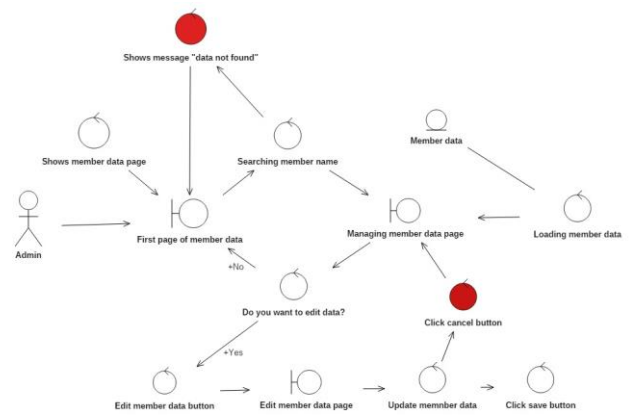 Shows message "data not found"
Member data
Shows member data page
Searching member name
First page of member data
Managing member data page
Loading member data
Admin
+No
Do you want to edit data?
Click cancel button
+Yes
Edit member data button
Edit member data page
Update memnber data
Click save button